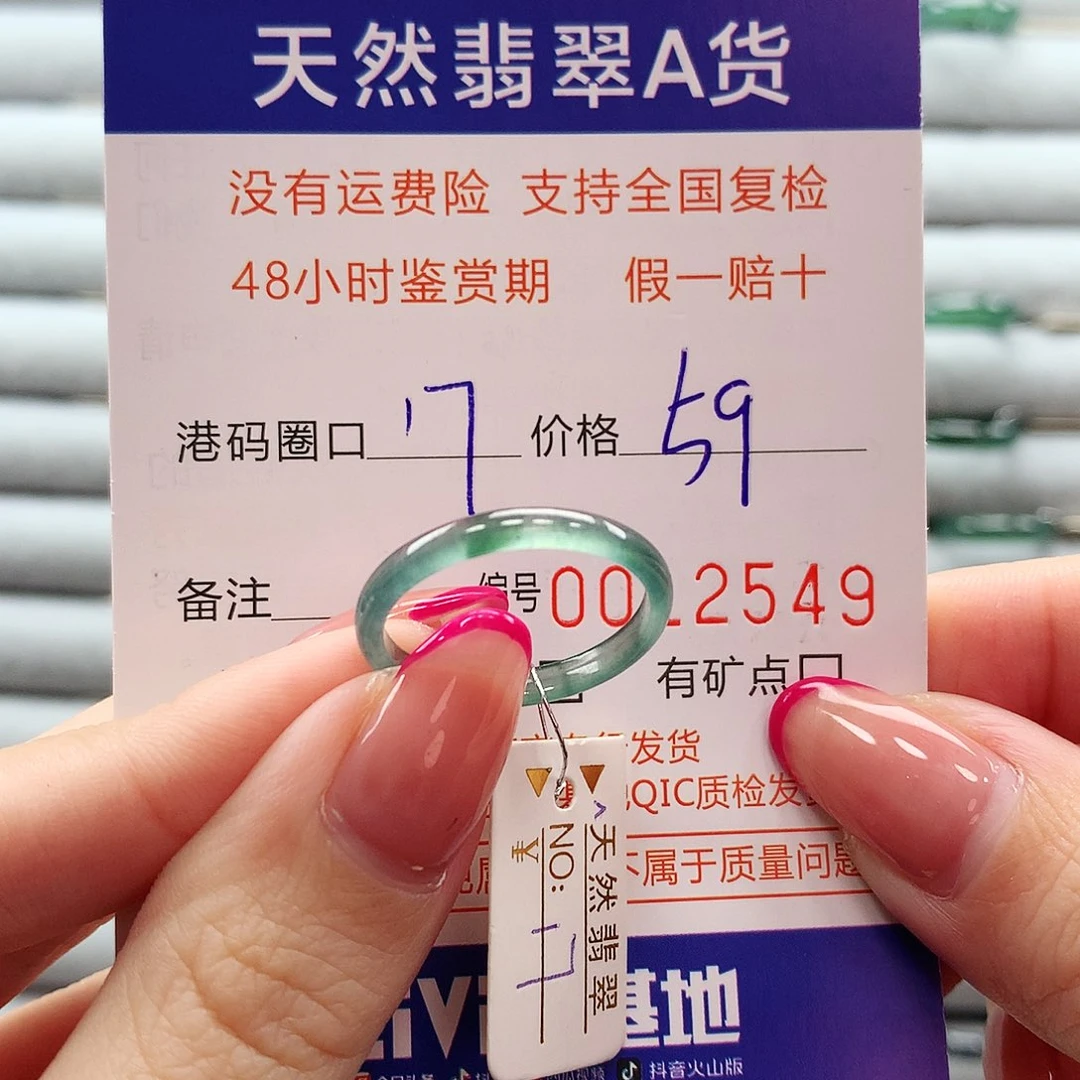 天然翡翠A货
没有运费险 支持全国复检
48小时鉴赏期 假一赔十
港码圈口 17 价格 59
备注 编号 0012549
有矿点
发货
QIC质检发
不属于质量问题
基地
抖音火山版
天然翡翠
NO: 17
¥